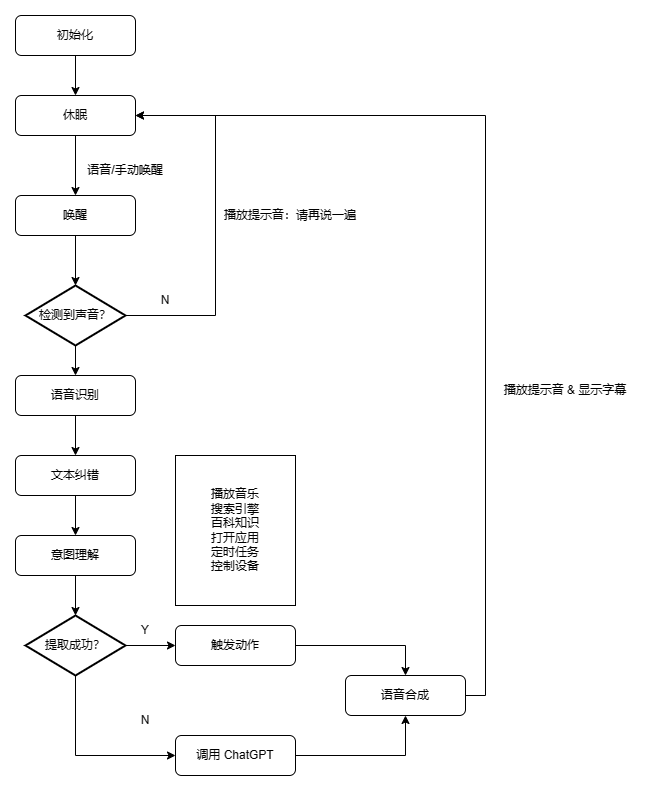 初始化
休眠
语音/手动唤醒
唤醒
播放提示音：请再说一遍
N
检测到声音？
语音识别
播放提示音 & 显示字幕
文本纠错
播放音乐
搜索引擎
百科知识
打开应用
定时任务
控制设备
意图理解
Y
提取成功？
触发动作
语音合成
N
调用 ChatGPT